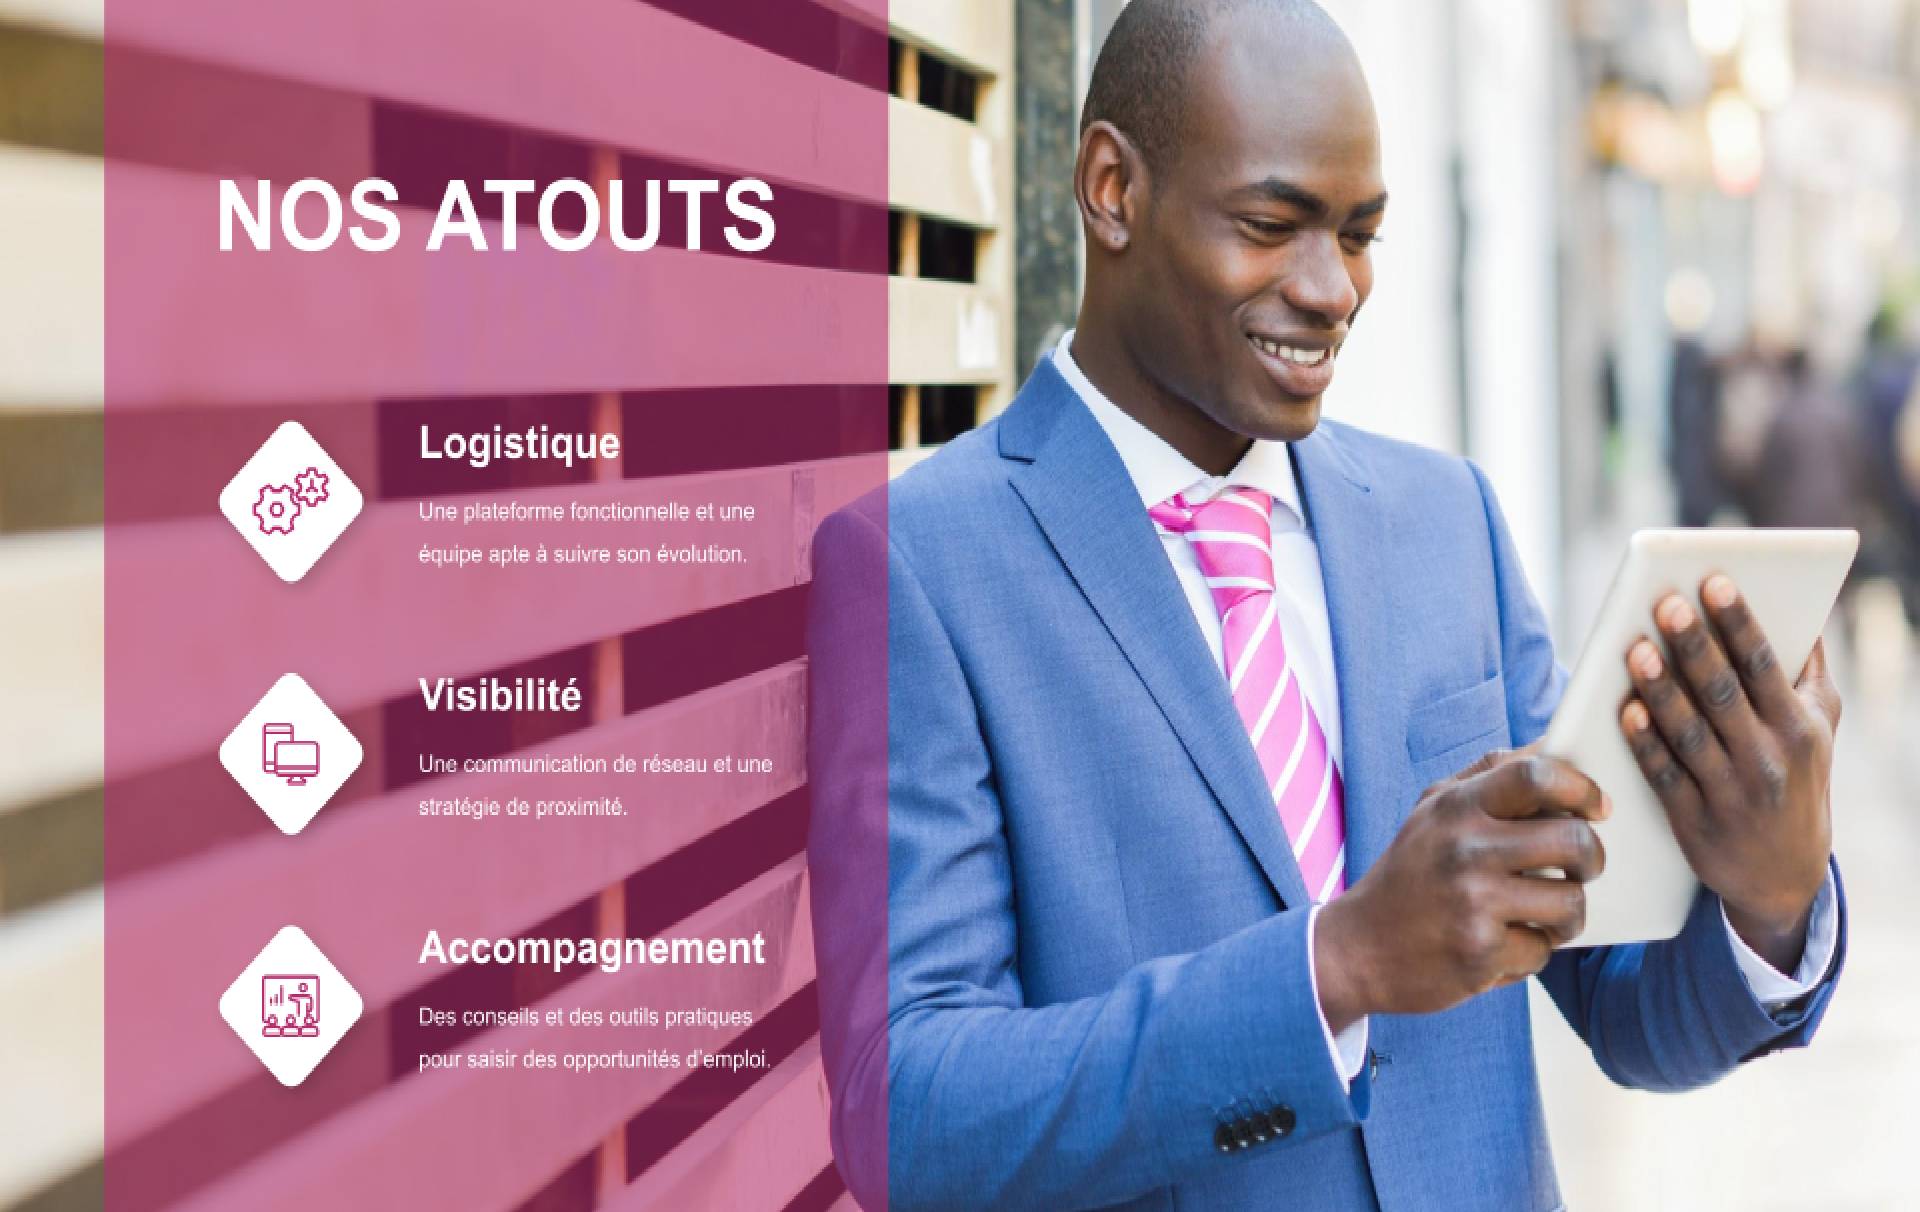 NOS ATOUTS
Logistique
Une plateforme fonctionnelle et une
équipe apte à suivre son évolution.
Visibilité
Une communication de réseau et une
stratégie de proximité.
Accompagnement
Des conseils et des outils pratiques
pour saisir des opportunités d'emploi.